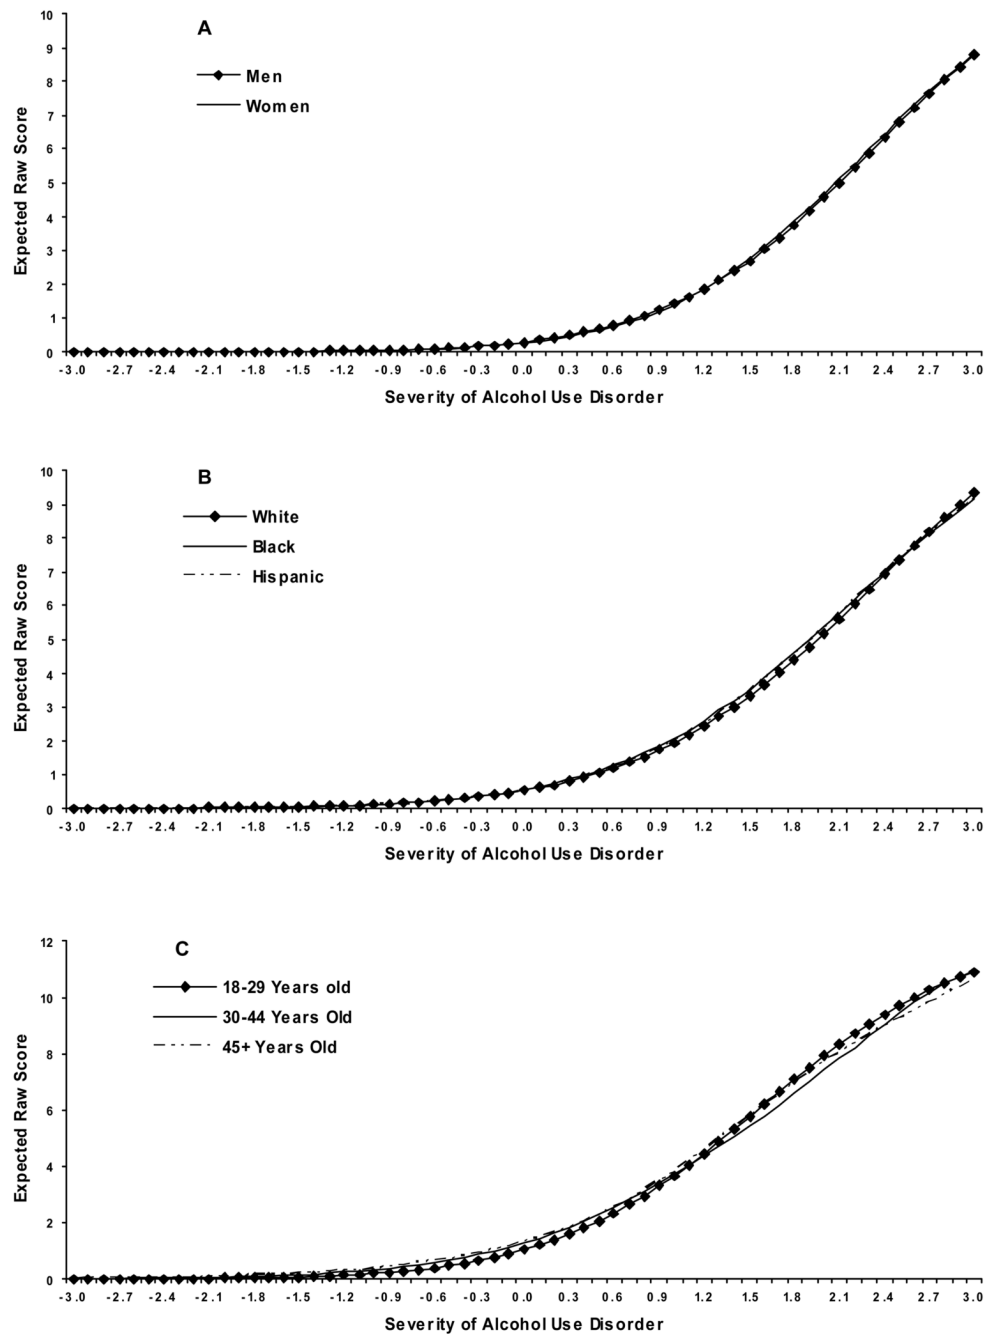 A
Men
Women
10
9
8
7
6
5
4
3
2
1
0
Expected Raw Score
-3.0 -2.7 -2.4 -2.1 -1.8 -1.5 -1.2 -0.9 -0.6 -0.3 0.0 0.3 0.6 0.9 1.2 1.5 1.8 2.1 2.4 2.7 3.0
Severity of Alcohol Use Disorder
B
White
Black
Hispanic
10
9
8
7
6
5
4
3
2
1
0
Expected Raw Score
-3.0 -2.7 -2.4 -2.1 -1.8 -1.5 -1.2 -0.9 -0.6 -0.3 0.0 0.3 0.6 0.9 1.2 1.5 1.8 2.1 2.4 2.7 3.0
Severity of Alcohol Use Disorder
C
18-29 Years old
30-44 Years Old
45+ Years Old
12
10
8
6
4
2
0
Expected Raw Score
-3.0 -2.7 -2.4 -2.1 -1.8 -1.5 -1.2 -0.9 -0.6 -0.3 0.0 0.3 0.6 0.9 1.2 1.5 1.8 2.1 2.4 2.7 3.0
Severity of Alcohol Use Disorder